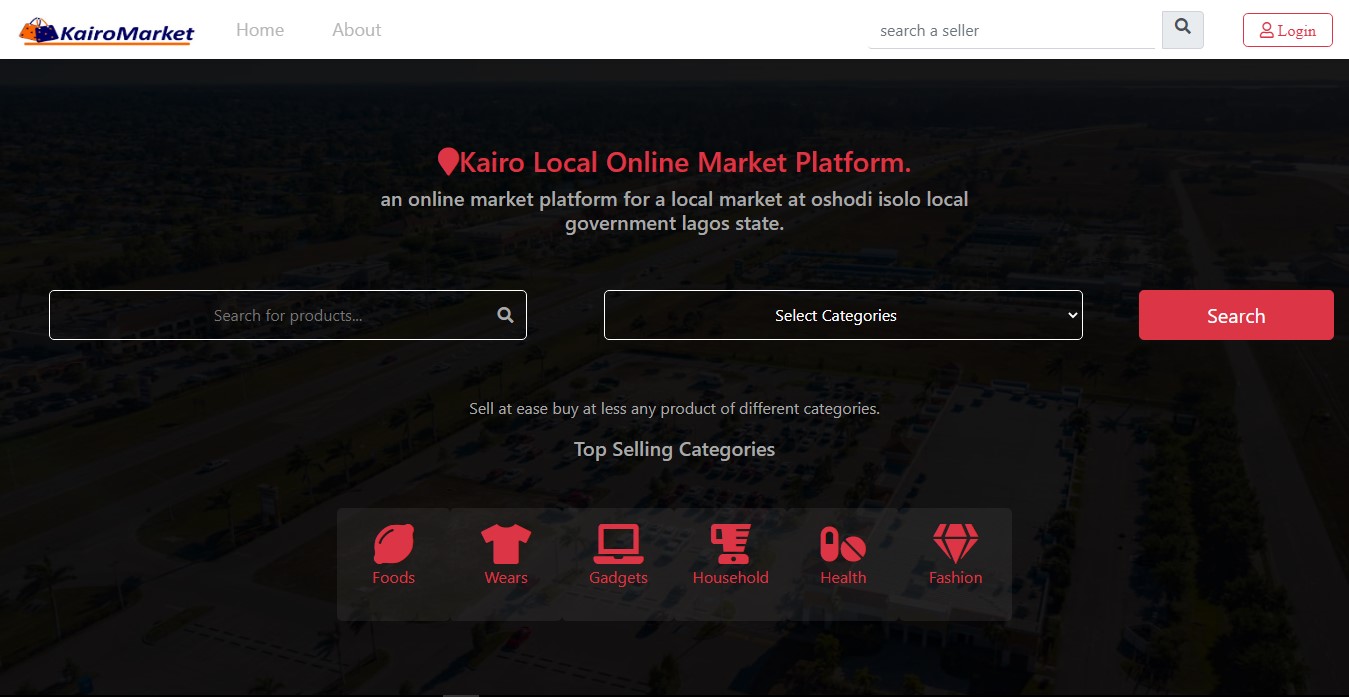 KairoMarket
Home
About
search a seller
Login
Kairo Local Online Market Platform.
an online market platform for a local market at oshodi isolo local
government lagos state.
Search for products...
Select Categories
Search
Sell at ease buy at less any product of different categories.
Top Selling Categories
Foods
Wears
Gadgets
Household
Health
Fashion